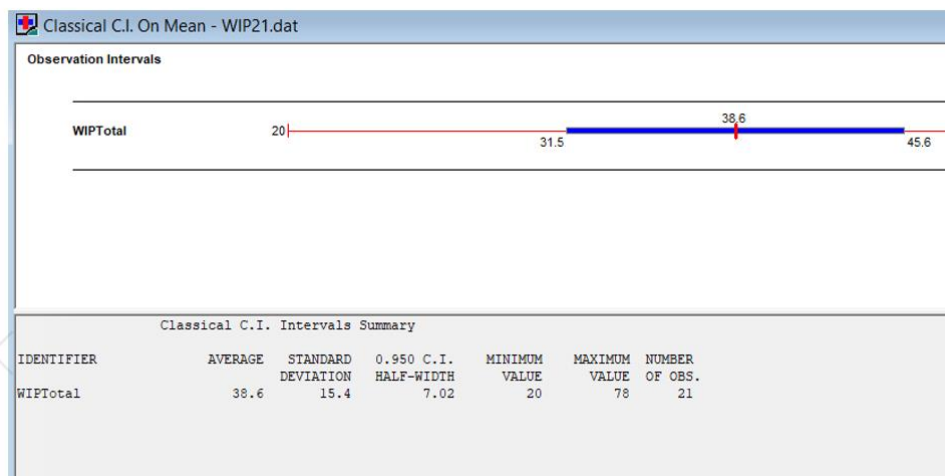 Classical C.I. On Mean - WIP21.dat
Observation Intervals
38.6
WIPTotal 20
31.5 45.6
Classical C.I. Intervals Summary
IDENTIFIER AVERAGE STANDARD 0.950 C.I. MINIMUM MAXIMUM NUMBER
DEVIATION HALF-WIDTH VALUE VALUE OF OBS.
WIPTotal 38.6 15.4 7.02 20 78 21